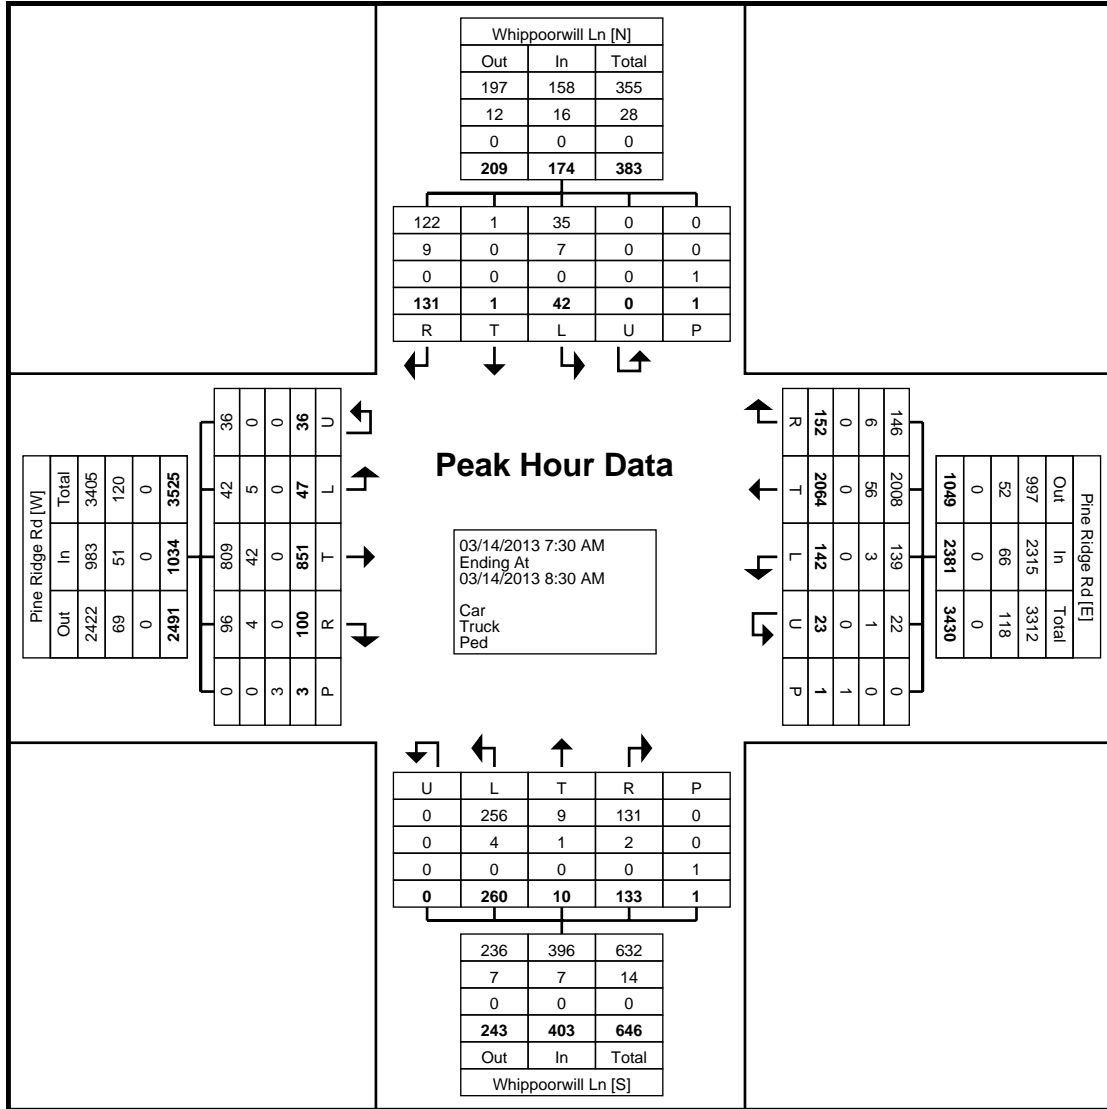 Whippoorwill Ln [N]
Out In Total
197 158 355
12 16 28
0 0 0
209 174 383
122 1 35 0 0
9 0 7 0 0
0 0 0 0 1
131 1 42 0 1
R T L U P
Peak Hour Data
03/14/2013 7:30 AM
Ending At
03/14/2013 8:30 AM
Car
Truck
Ped
Pine Ridge Rd [W]
Out In Total
2422 983 3405
69 51 120
0 0 0
2491 1034 3525
36 42 809 96 0
0 5 42 4 0
0 0 0 0 3
36 47 851 100 3
U L T R P
Pine Ridge Rd [E]
Out In Total
997 2315 3312
52 66 118
0 0 0
1049 2381 3430
146 2008 139 22 0
6 56 3 1 0
0 0 0 0 1
152 2064 142 23 1
R T L U P
U L T R P
0 256 9 131 0
0 4 1 2 0
0 0 0 0 1
0 260 10 133 1
236 396 632
7 7 14
0 0 0
243 403 646
Out In Total
Whippoorwill Ln [S]